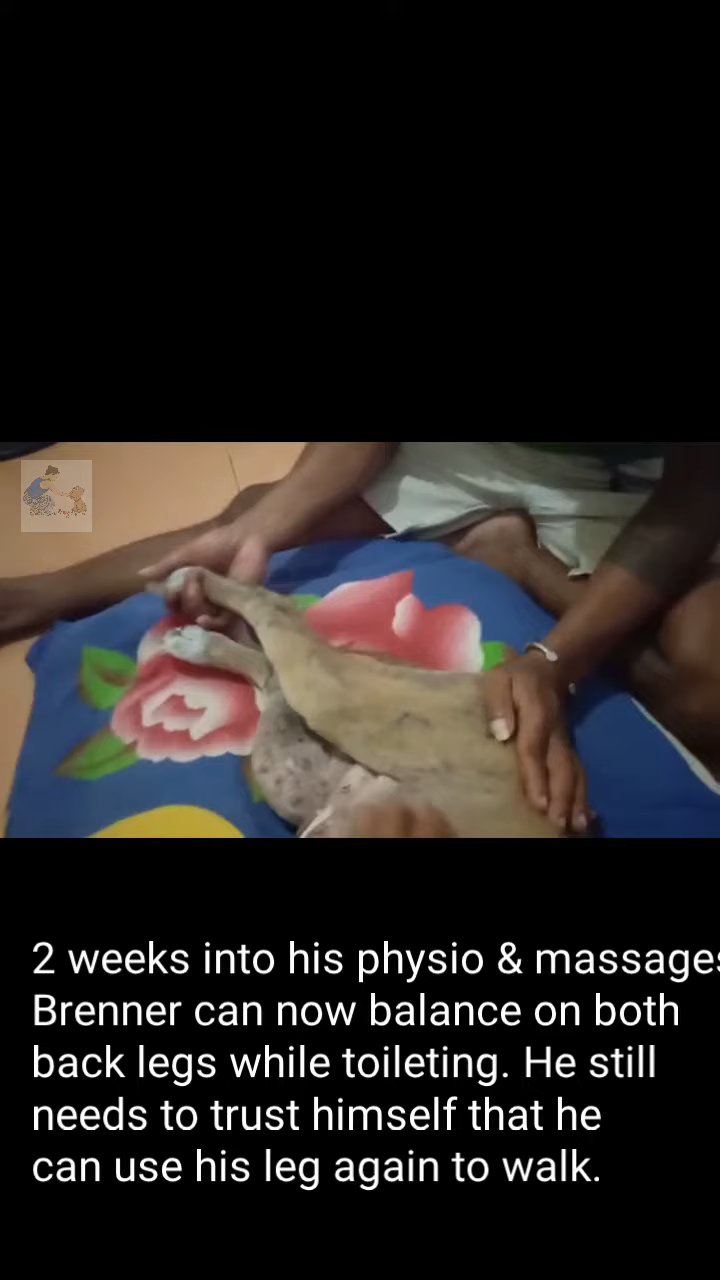 2 weeks into his physio & massages
Brenner can now balance on both
back legs while toileting. He still
needs to trust himself that he
can use his leg again to walk.